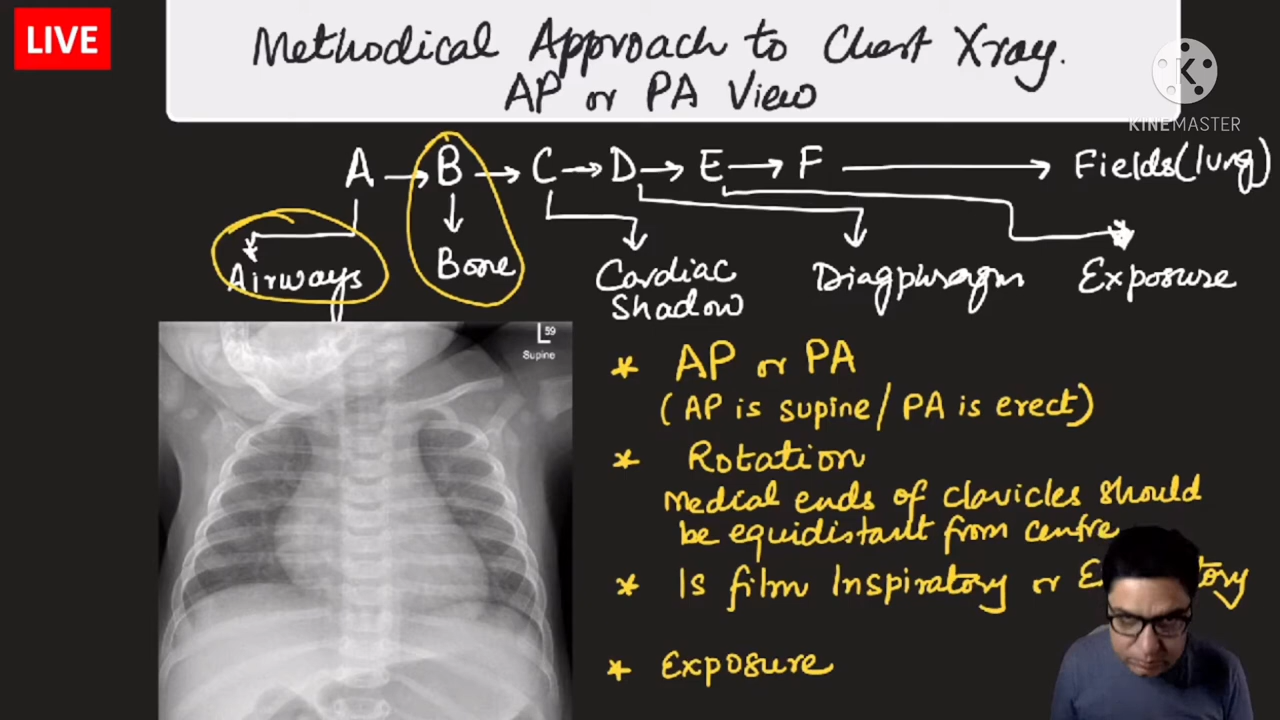 LIVE
Methodical Approach to Chest Xray.
AP or PA View
KINEMASTER
A → B → C → D → E → F → Fields (lung)
Airways
Bone
Cardiac
Shadow
Diagphragm
Exposure
L 59
Supine
* AP or PA
(AP is supine/PA is erect)
* Rotation
Medial ends of clavicles should
be equidistant from centre
* Is film Inspiratory or
* Exposure